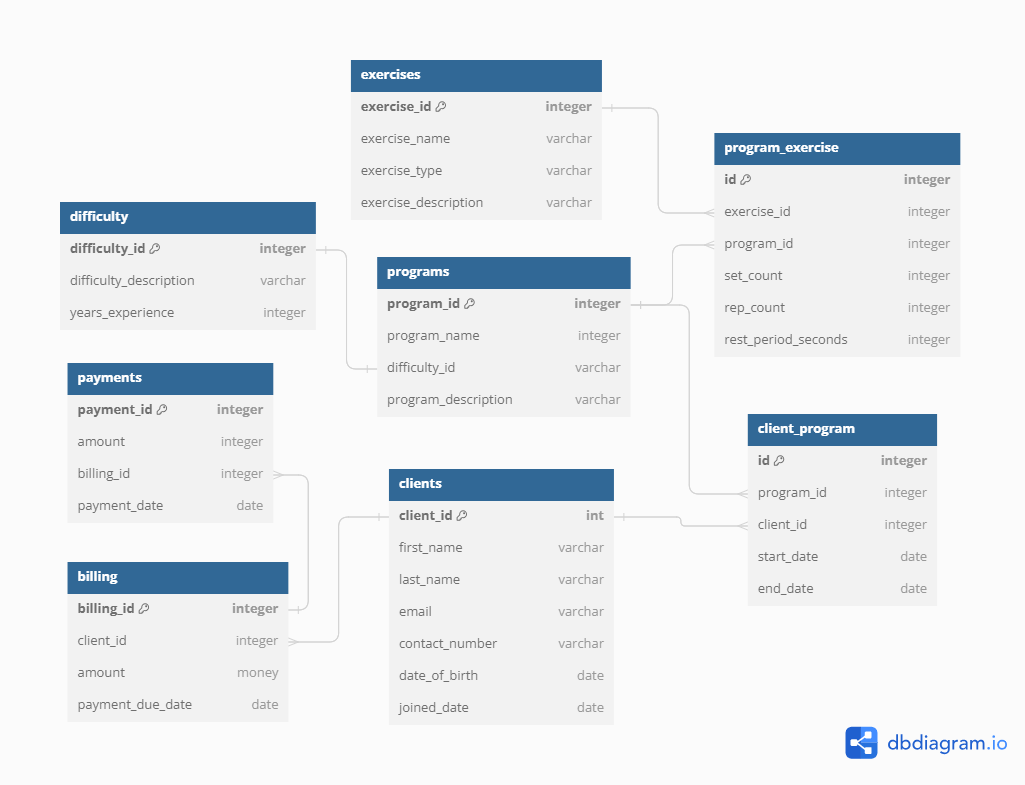 exercises
exercise_id integer
exercise_name varchar
exercise_type varchar
exercise_description varchar
program_exercise
id integer
exercise_id integer
program_id integer
set_count integer
rep_count integer
rest_period_seconds integer
difficulty
difficulty_id integer
difficulty_description varchar
years_experience integer
programs
program_id integer
program_name integer
difficulty_id varchar
program_description varchar
payments
payment_id integer
amount integer
billing_id integer
payment_date date
client_program
id integer
program_id integer
client_id integer
start_date date
end_date date
clients
client_id int
first_name varchar
last_name varchar
email varchar
contact_number varchar
date_of_birth date
joined_date date
billing
billing_id integer
client_id integer
amount money
payment_due_date date
dbdiagram.io